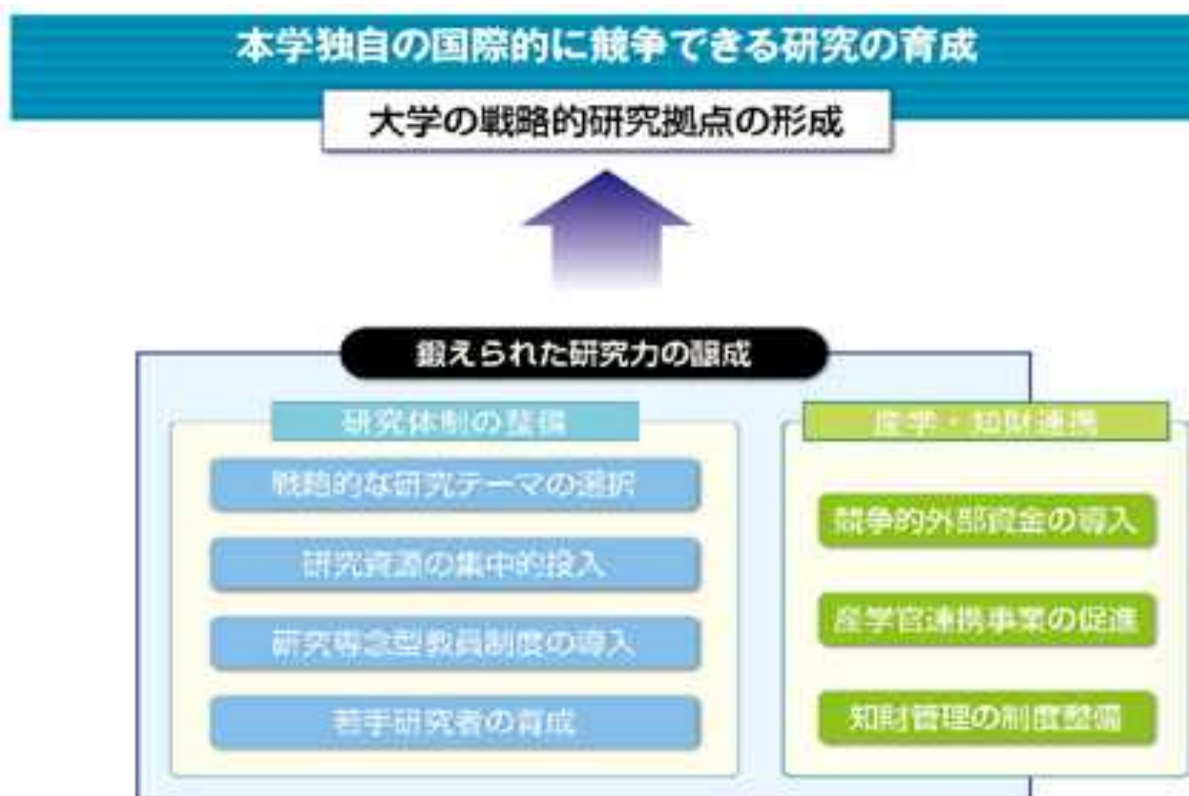 本学独自の国際的に競争できる研究の育成
大学の戦略的研究拠点の形成
鍛えられた研究力の醸成
研究体制の整備
戦略的な研究テーマの選択
研究資源の集中的投入
研究専念型教員制度の導入
若手研究者の育成
産学・知財連携
競争的外部資金の導入
産学官連携事業の促進
知財管理の制度整備